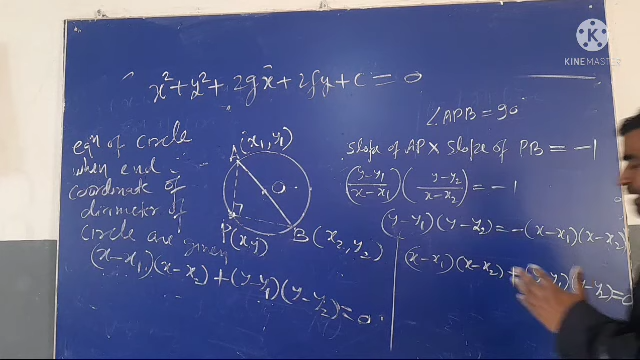 x²+y²+2gx+2fy+c=0
eqⁿ of circle
when end
coordinate of
diameter of
circle are given
A (x₁,y₁)
O
P(x,y)
B(x₂,y₂)
(x-x₁)(x-x₂)+(y-y₁)(y-y₂)=0
∠APB=90°
slope of AP × slope of PB = -1
((y-y₁)/(x-x₁))((y-y₂)/(x-x₂))=-1
(y-y₁)(y-y₂)=-(x-x₁)(x-x₂)
(x-x₁)(x-x₂)+(y-y₁)(y-y₂)=0
K
KINEMASTER